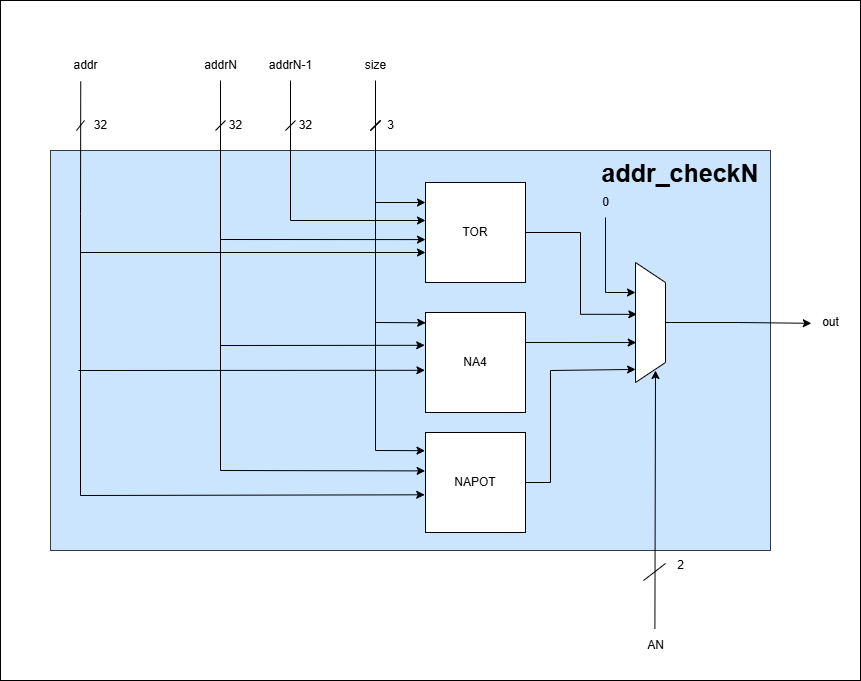 addr addrN addrN-1 size
32 32 32 3
addr_checkN
0
TOR
out
NA4
NAPOT
2
AN